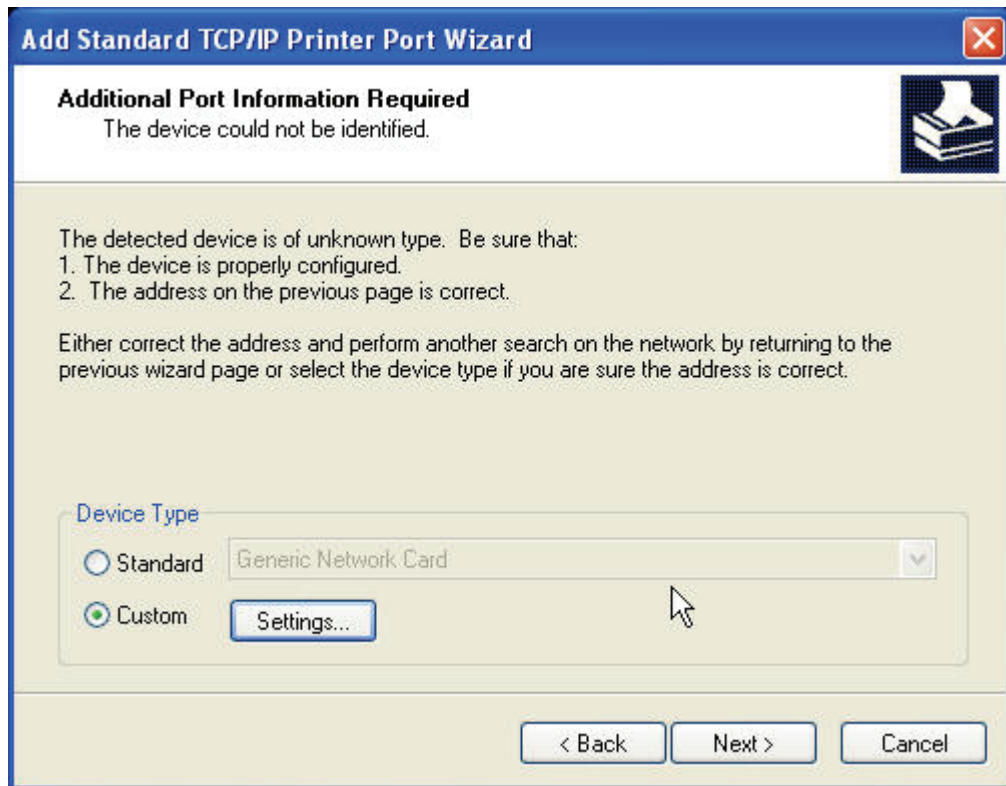 Add Standard TCP/IP Printer Port Wizard
Additional Port Information Required
The device could not be identified.
The detected device is of unknown type. Be sure that:
1. The device is properly configured.
2. The address on the previous page is correct.
Either correct the address and perform another search on the network by returning to the
previous wizard page or select the device type if you are sure the address is correct.
Device Type
Standard Generic Network Card
Custom Settings...
< Back Next > Cancel